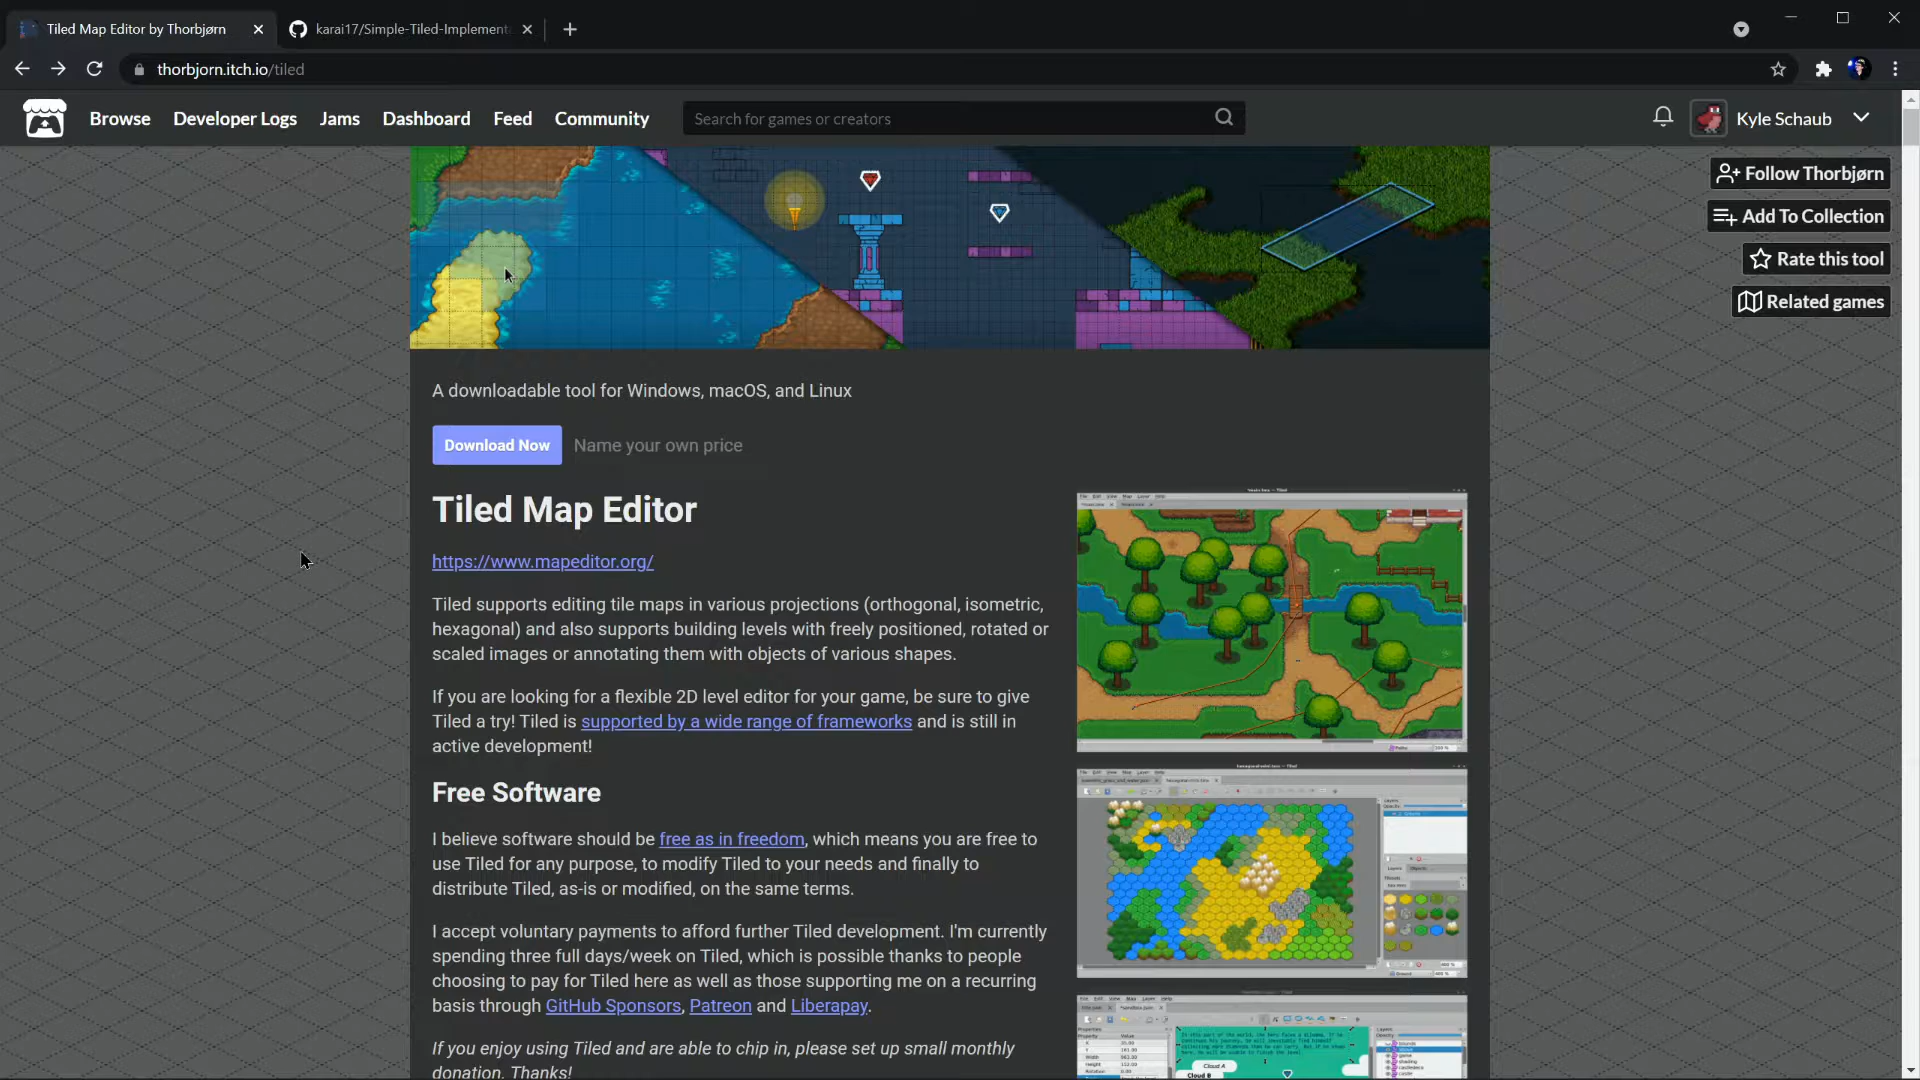 Tiled Map Editor by Thorbjørn
karai17/Simple-Tiled-Implement
thorbjorn.itch.io/tiled
Browse
Developer Logs
Jams
Dashboard
Feed
Community
Search for games or creators
Kyle Schaub
Follow Thorbjørn
Add To Collection
Rate this tool
Related games
A downloadable tool for Windows, macOS, and Linux
Download Now
Name your own price
Tiled Map Editor
https://www.mapeditor.org/
Tiled supports editing tile maps in various projections (orthogonal, isometric,
hexagonal) and also supports building levels with freely positioned, rotated or
scaled images or annotating them with objects of various shapes.
If you are looking for a flexible 2D level editor for your game, be sure to give
Tiled a try! Tiled is supported by a wide range of frameworks and is still in
active development!
Free Software
I believe software should be free as in freedom, which means you are free to
use Tiled for any purpose, to modify Tiled to your needs and finally to
distribute Tiled, as-is or modified, on the same terms.
I accept voluntary payments to afford further Tiled development. I'm currently
spending three full days/week on Tiled, which is possible thanks to people
choosing to pay for Tiled here as well as those supporting me on a recurring
basis through GitHub Sponsors, Patreon and Liberapay.
If you enjoy using Tiled and are able to chip in, please set up small monthly
donation. Thanks!
Cloud A
Cloud B